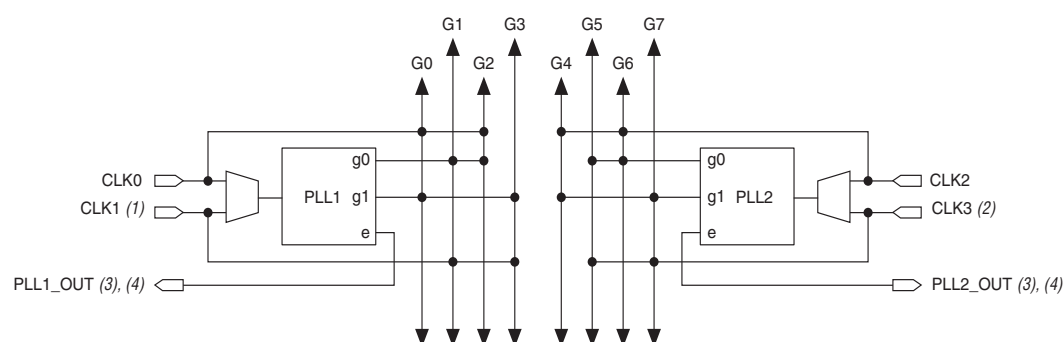 G1
G3
G5
G7
G0
G2
G4
G6
g0
g0
CLK0
CLK2
PLL1
g1
g1
PLL2
CLK1 (1)
CLK3 (2)
e
e
PLL1_OUT (3), (4)
PLL2_OUT (3), (4)